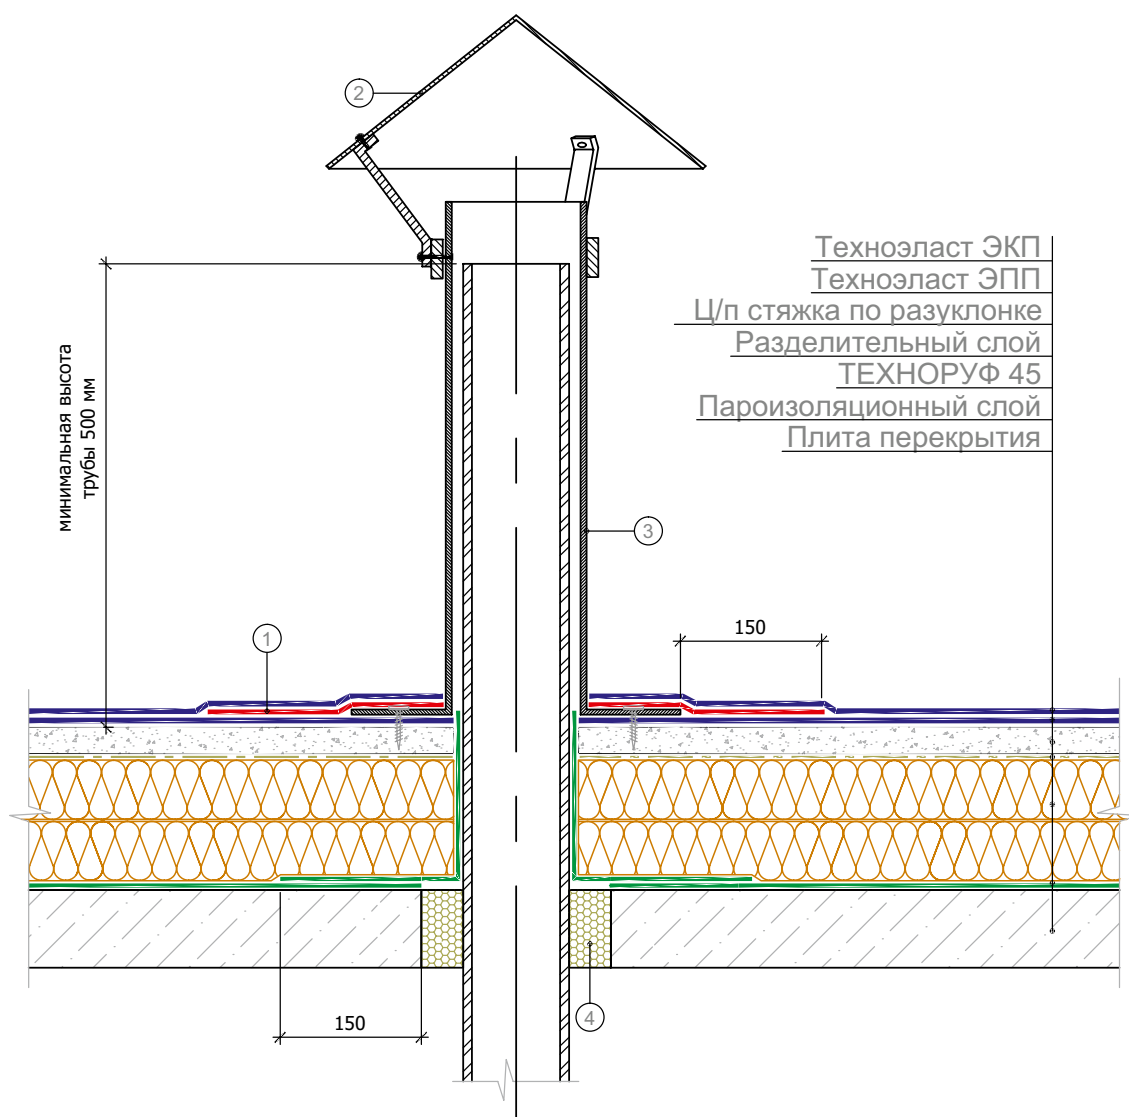 2
Техноэласт ЭКП
Техноэласт ЭПП
Ц/п стяжка по разуклонке
Разделительный слой
ТЕХНОРУФ 45
Пароизоляционный слой
Плита перекрытия
минимальная высота
трубы 500 мм
3
1
150
4
150